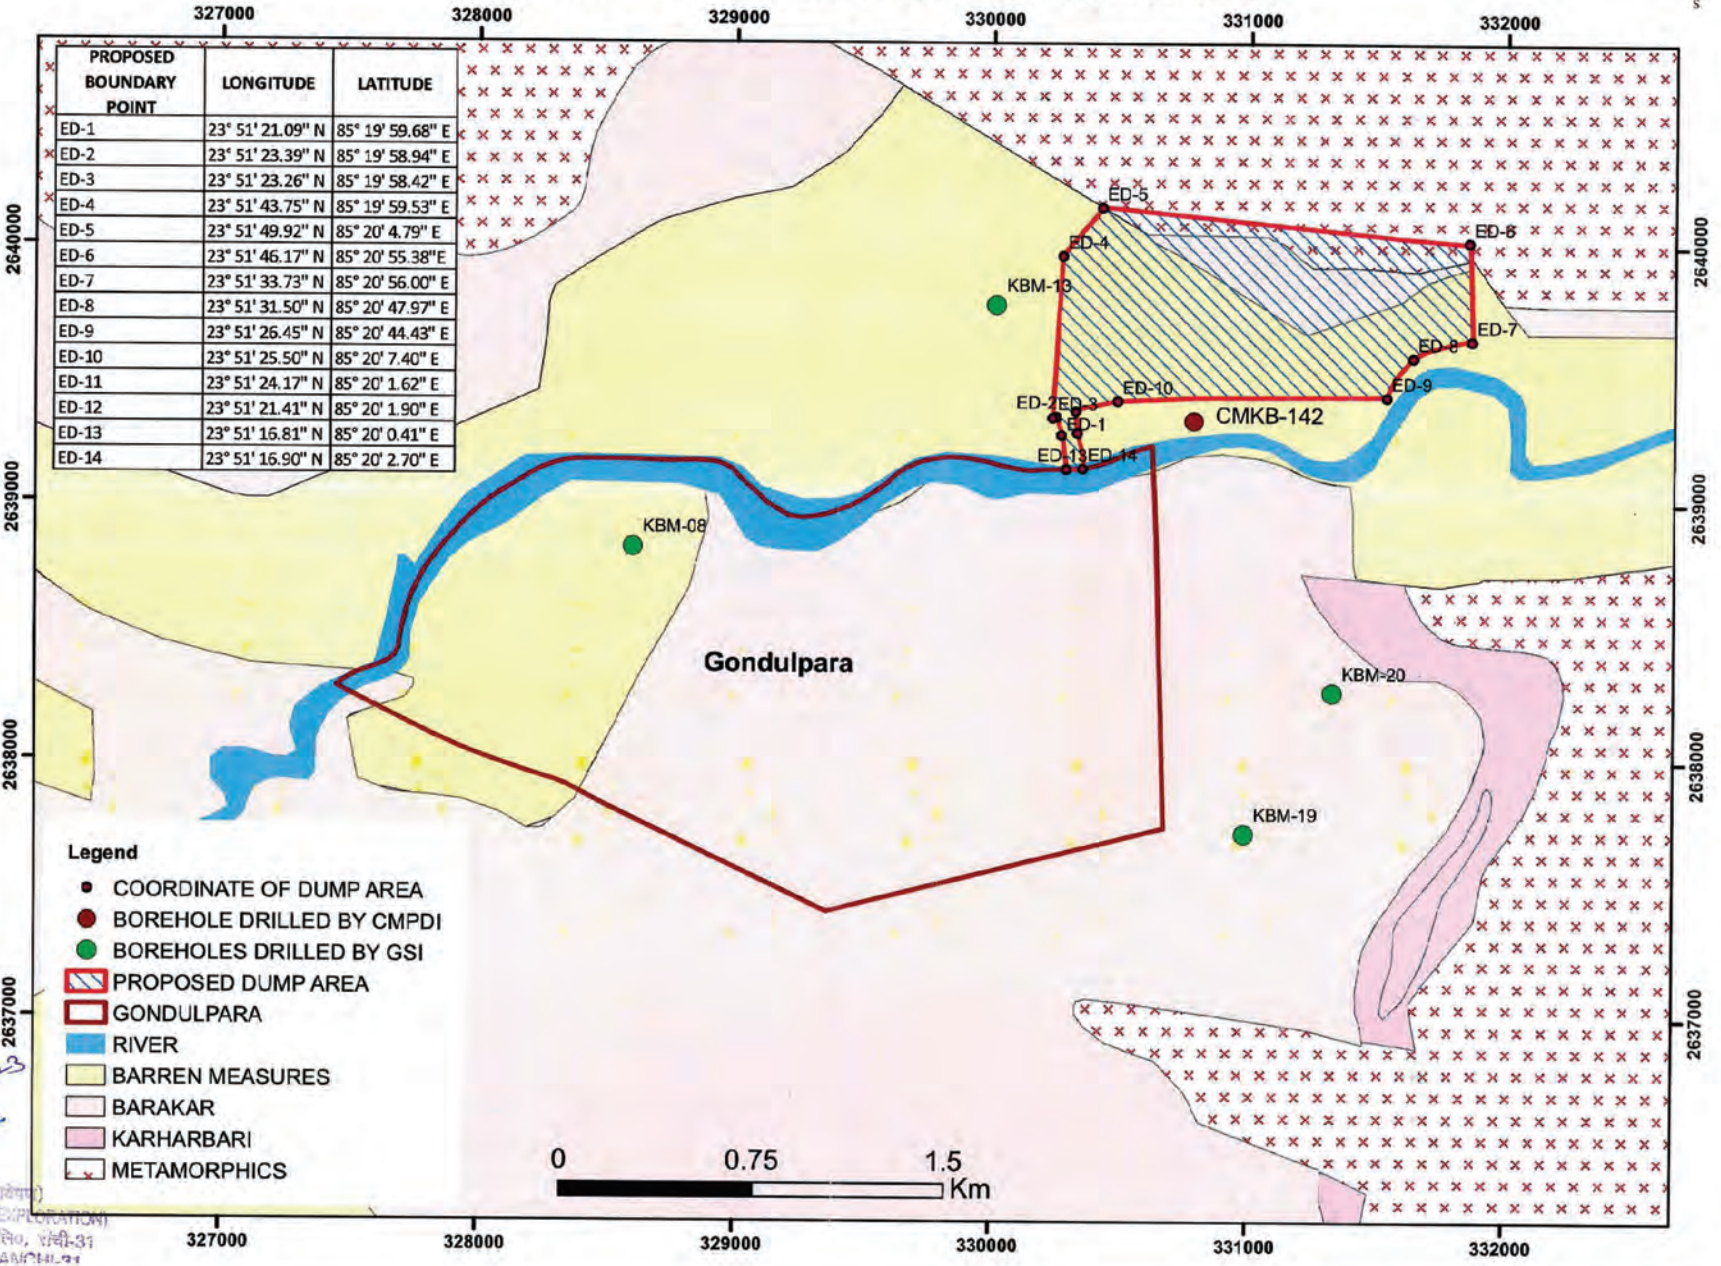 s
327000 328000 329000 330000 331000 332000
PROPOSED BOUNDARY POINT LONGITUDE LATITUDE
ED-1 23° 51' 21.09" N 85° 19' 59.68" E
ED-2 23° 51' 23.39" N 85° 19' 58.94" E
ED-3 23° 51' 23.26" N 85° 19' 58.42" E
ED-4 23° 51' 43.75" N 85° 19' 59.53" E
ED-5 23° 51' 49.92" N 85° 20' 4.79" E
ED-6 23° 51' 46.17" N 85° 20' 55.38"E
ED-7 23° 51' 33.73" N 85° 20' 56.00" E
ED-8 23° 51' 31.50" N 85° 20' 47.97" E
ED-9 23° 51' 26.45" N 85° 20' 44.43" E
ED-10 23° 51' 25.50" N 85° 20' 7.40" E
ED-11 23° 51' 24.17" N 85° 20' 1.62" E
ED-12 23° 51' 21.41" N 85° 20' 1.90" E
ED-13 23° 51' 16.81" N 85° 20' 0.41" E
ED-14 23° 51' 16.90" N 85° 20' 2.70" E
ED-5
ED-6
ED-4
2640000
2640000
KBM-13
ED-7
ED-8
ED-9
ED-10
ED-2
ED-3
CMKB-142
ED-1
ED-13
ED-14
2639000
2639000
KBM-08
Gondulpara
KBM-20
2638000
2638000
KBM-19
Legend
COORDINATE OF DUMP AREA
BOREHOLE DRILLED BY CMPDI
BOREHOLES DRILLED BY GSI
PROPOSED DUMP AREA
GONDULPARA
RIVER
BARREN MEASURES
BARAKAR
KARHARBARI
METAMORPHICS
2637000
2637000
0 0.75 1.5
Km
EXPLORATION)
रांची-31
327000 328000 329000 330000 331000 332000